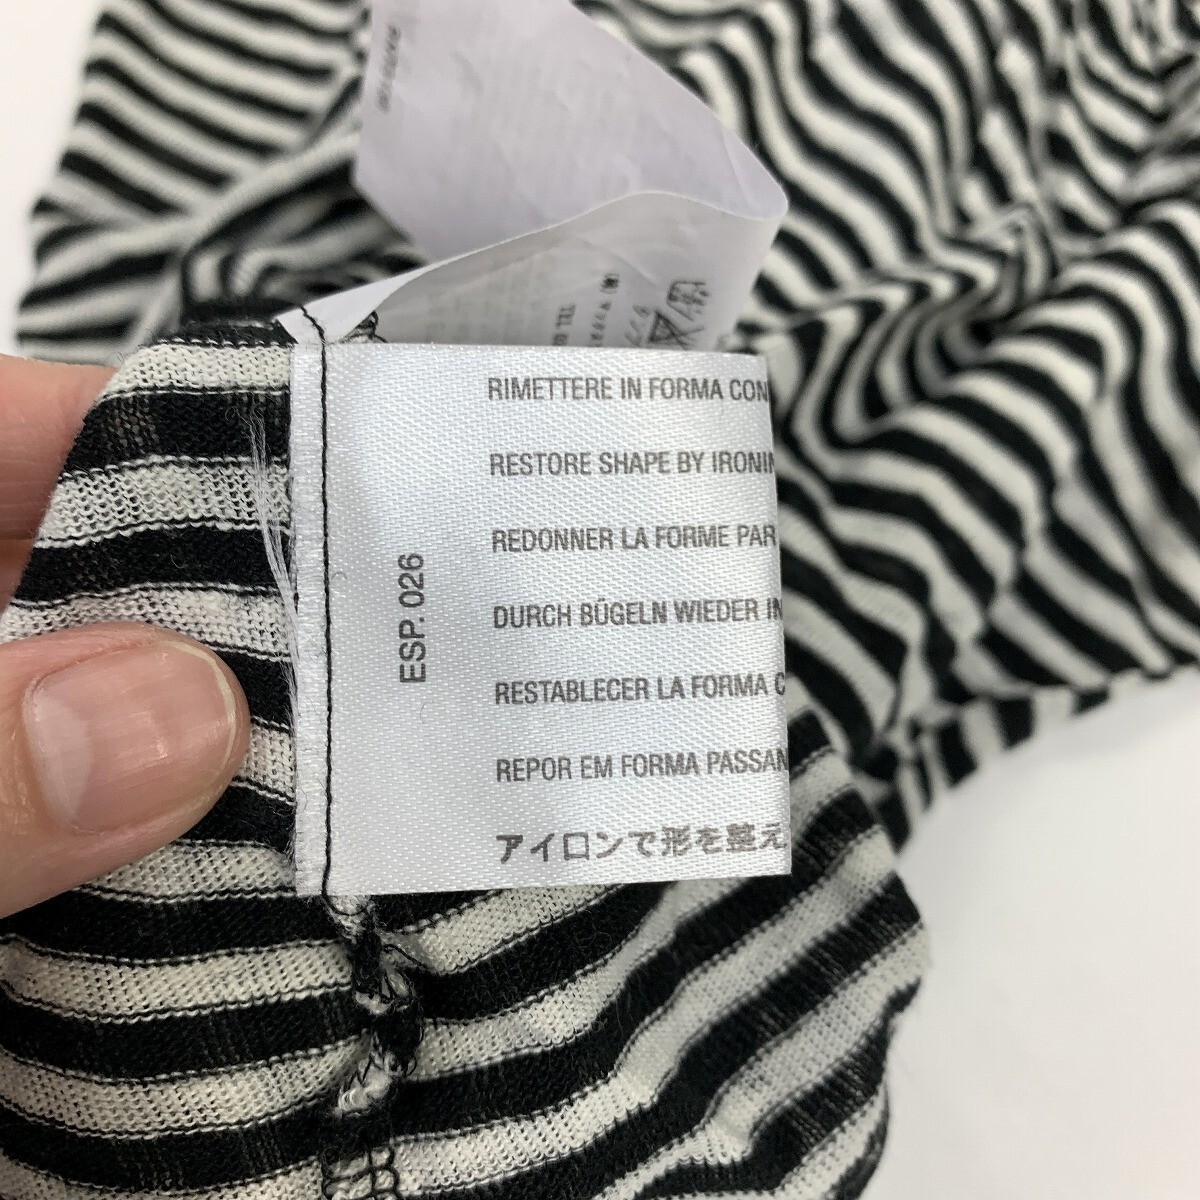 RIMETTERE IN FORMA CON
RESTORE SHAPE BY IRONIN
REDONNER LA FORME PAR
DURCH BÜGELN WIEDER IN
RESTABLECER LA FORMA C
REPOR EM FORMA PASSAN
アイロンで形を整え
ESP. 026
TEL